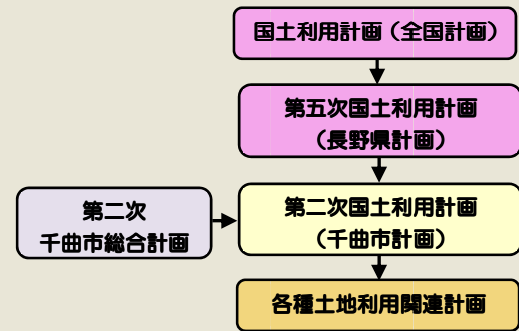 国土利用計画（全国計画）
第五次国土利用計画
（長野県計画）
第二次
千曲市総合計画
第二次国土利用計画
（千曲市計画）
各種土地利用関連計画